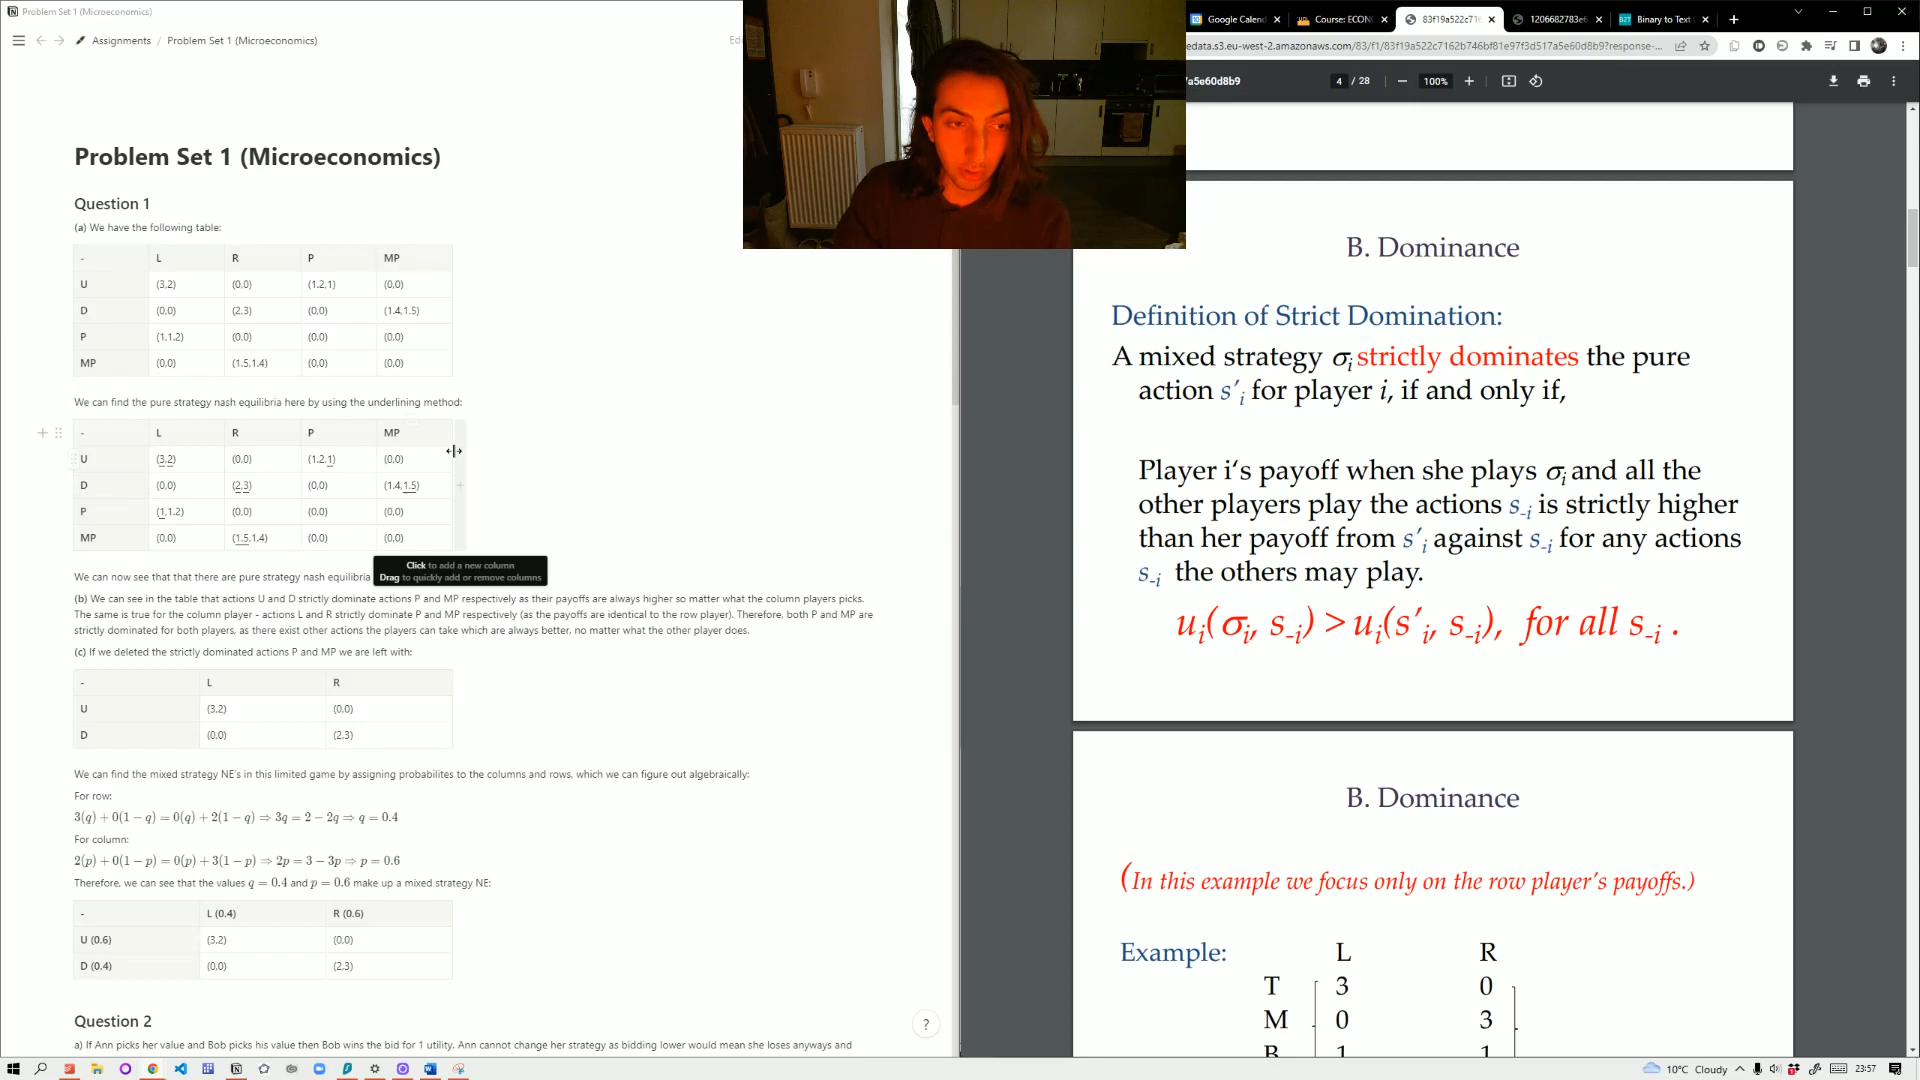 Problem Set 1 (Microeconomics)
Assignments / Problem Set 1 (Microeconomics)
Problem Set 1 (Microeconomics)
Question 1
(a) We have the following table:
- L R P MP
U (3,2) (0.0) (1.2,1) (0,0)
D (0.0) (2.3) (0.0) (1.4,1.5)
P (1,1.2) (0.0) (0.0) (0.0)
MP (0.0) (1.5,1.4) (0.0) (0.0)
We can find the pure strategy nash equilibria here by using the underlining method:
- L R P MP
U (3,2) (0.0) (1.2,1) (0,0)
D (0.0) (2,3) (0.0) (1.4,1.5)
P (1,1.2) (0.0) (0.0) (0.0)
MP (0.0) (1.5,1.4) (0.0) (0.0)
Click to add a new column
Drag to quickly add or remove columns
We can now see that that there are pure strategy nash equilibria
(b) We can see in the table that actions U and D strictly dominate actions P and MP respectively as their payoffs are always higher so matter what the column players picks.
The same is true for the column player - actions L and R strictly dominate P and MP respectively (as the payoffs are identical to the row player). Therefore, both P and MP are
strictly dominated for both players, as there exist other actions the players can take which are always better, no matter what the other player does.
(c) If we deleted the strictly dominated actions P and MP we are left with:
- L R
U (3.2) (0.0)
D (0.0) (2.3)
We can find the mixed strategy NE's in this limited game by assigning probabilites to the columns and rows, which we can figure out algebraically:
For row:
3(q) + 0(1 − q) = 0(q) + 2(1 − q) ⇒ 3q = 2 − 2q ⇒ q = 0.4
For column:
2(p) + 0(1 − p) = 0(p) + 3(1 − p) ⇒ 2p = 3 − 3p ⇒ p = 0.6
Therefore, we can see that the values q = 0.4 and p = 0.6 make up a mixed strategy NE:
- L (0.4) R (0.6)
U (0.6) (3.2) (0.0)
D (0.4) (0.0) (2.3)
Question 2
a) If Ann picks her value and Bob picks his value then Bob wins the bid for 1 utility. Ann cannot change her strategy as bidding lower would mean she loses anyways and
?
Google Calend Course: ECON 83f19a522c716 1206682783e6 Binary to Text
edata.s3.eu-west-2.amazonaws.com/83/f1/83f19a522c7162b746bf81e97f3d517a5e60d8b9?response-...
a5e60d8b9 4 / 28 100%
B. Dominance
Definition of Strict Domination:
A mixed strategy σi strictly dominates the pure
action s'i for player i, if and only if,
Player i‘s payoff when she plays σi and all the
other players play the actions s-i is strictly higher
than her payoff from s'i against s-i for any actions
s-i the others may play.
ui(σi, s-i) > ui(s'i, s-i), for all s-i .
B. Dominance
(In this example we focus only on the row player's payoffs.)
Example: L R
T 3 0
M 0 3
B 1 1
10°C Cloudy 23:57